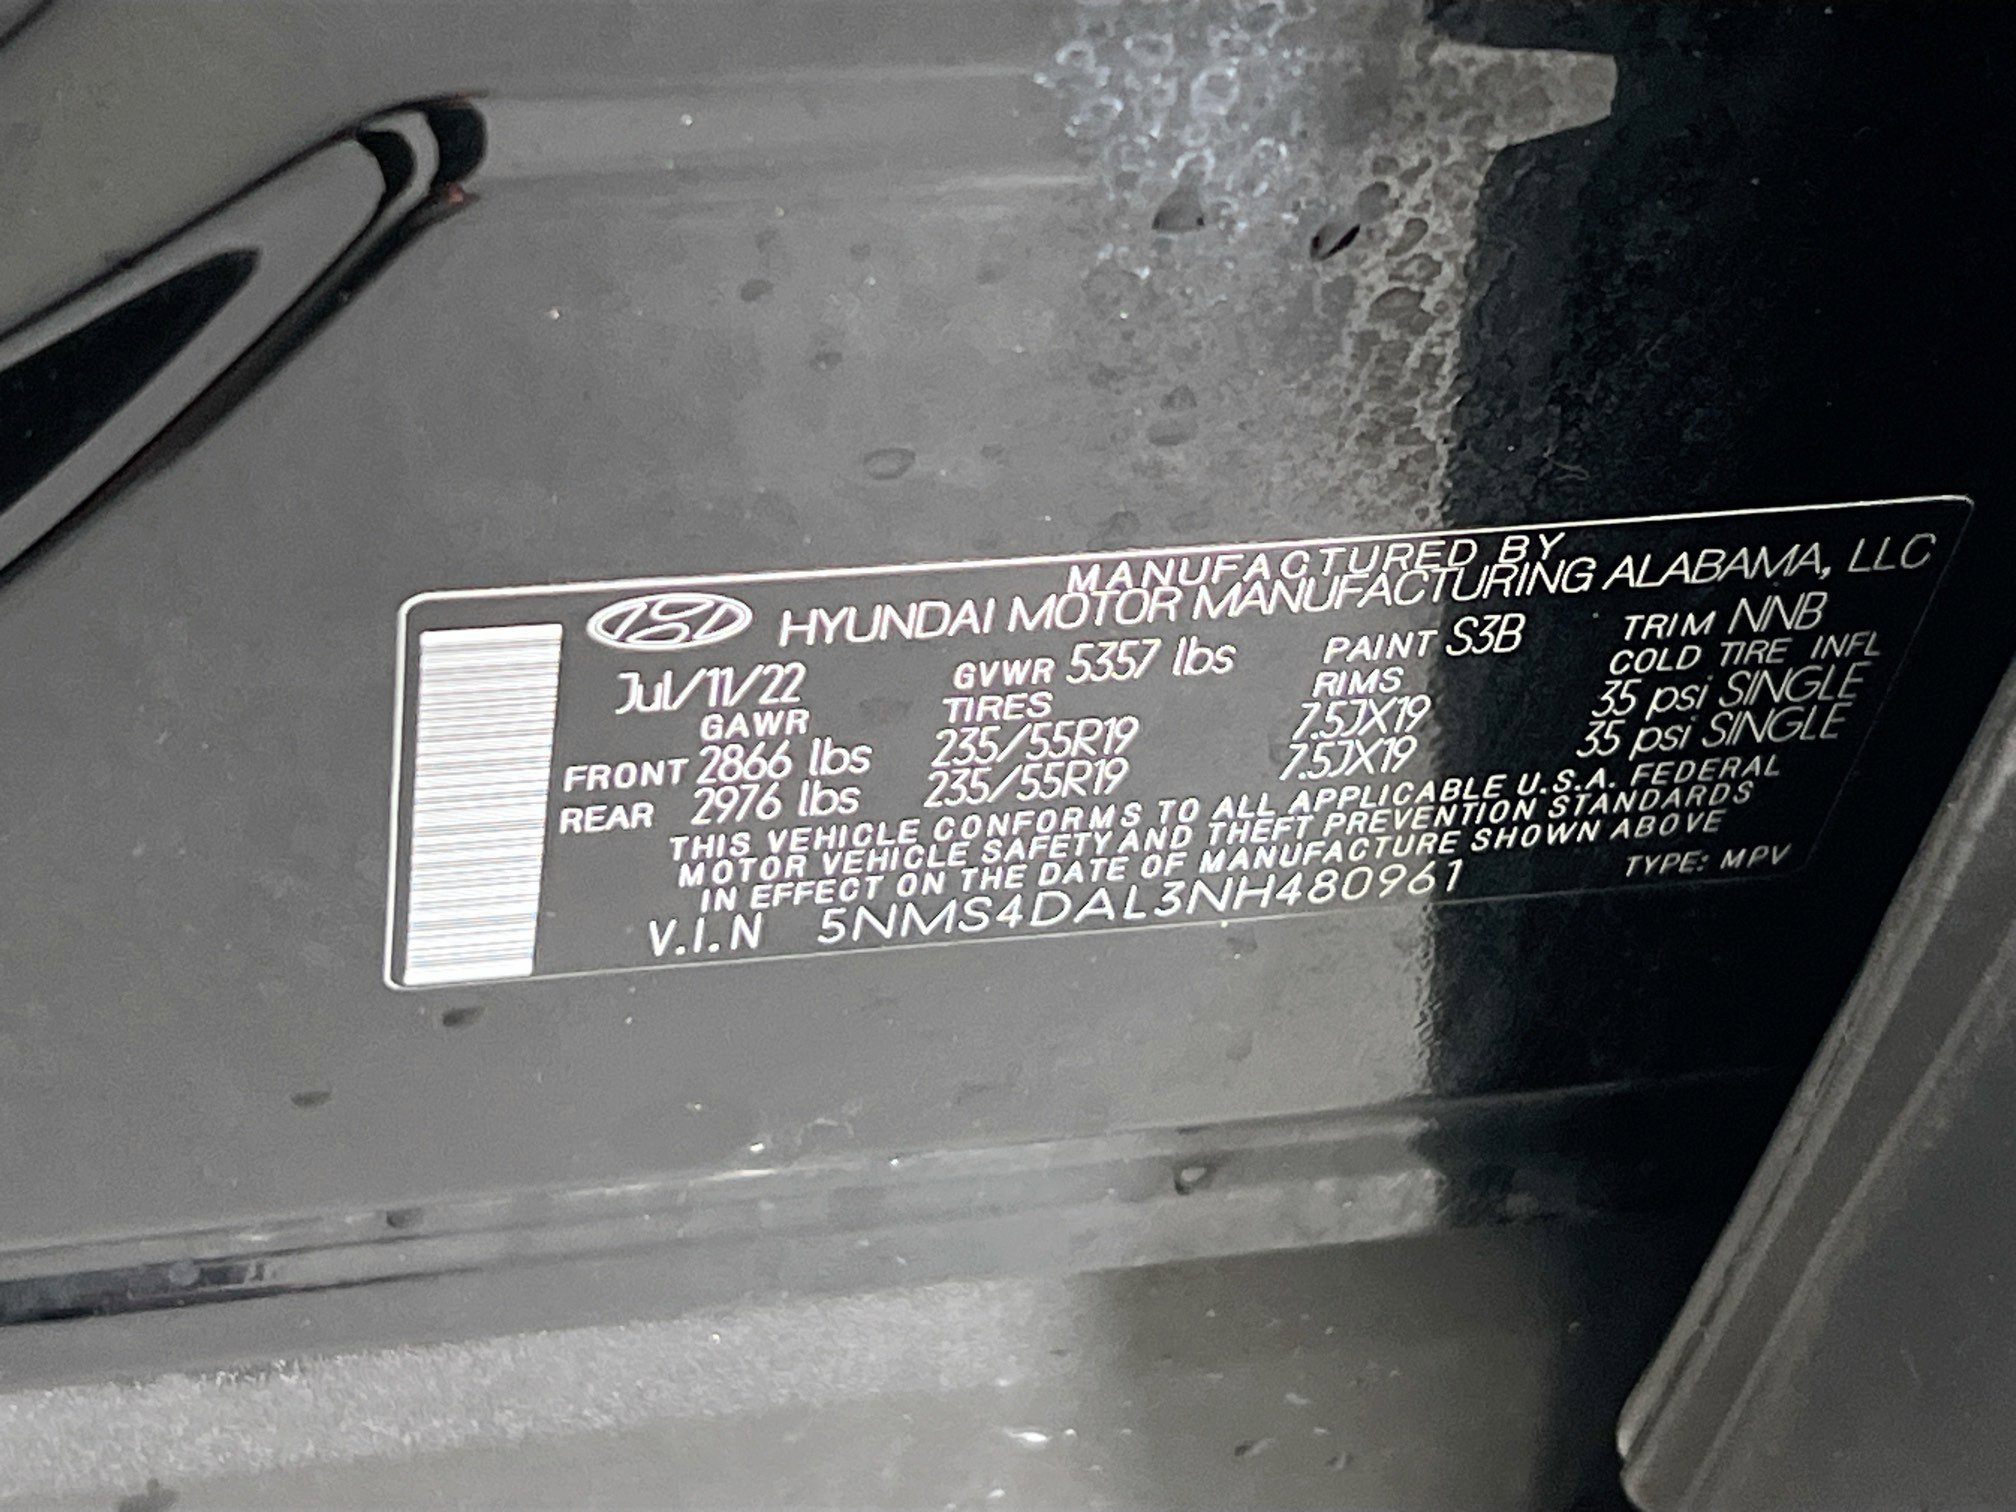 MANUFACTURED BY
HYUNDAI MOTOR MANUFACTURING ALABAMA, LLC
Jul/11/22 GVWR 5357 lbs PAINT S3B TRIM NNB
GAWR TIRES RIMS COLD TIRE INFL
FRONT 2866 lbs 235/55R19 7.5JX19 35 psi SINGLE
REAR 2976 lbs 235/55R19 7.5JX19 35 psi SINGLE
THIS VEHICLE CONFORMS TO ALL APPLICABLE U.S.A. FEDERAL
MOTOR VEHICLE SAFETY AND THEFT PREVENTION STANDARDS
IN EFFECT ON THE DATE OF MANUFACTURE SHOWN ABOVE
V.I.N 5NMS4DAL3NH480961 TYPE: MPV